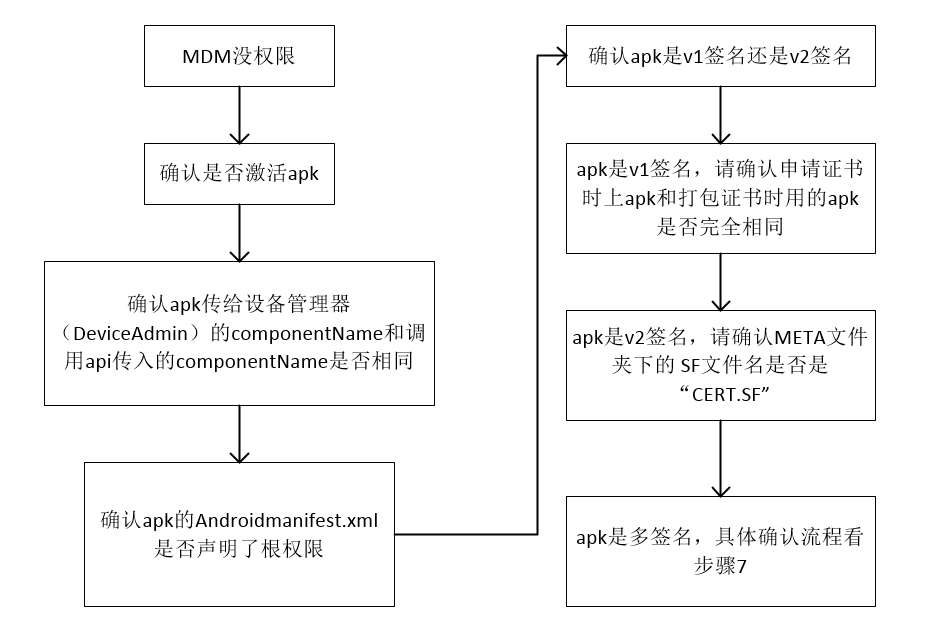 MDM没权限
确认是否激活apk
确认apk传给设备管理器
（DeviceAdmin）的componentName和调
用api传入的componentName是否相同
确认apk的Androidmanifest.xml
是否声明了根权限
确认apk是v1签名还是v2签名
apk是v1签名，请确认申请证书
时上apk和打包证书时用的apk
是否完全相同
apk是v2签名，请确认META文件
夹下的 SF文件名是否是
“CERT.SF”
apk是多签名，具体确认流程看
步骤7